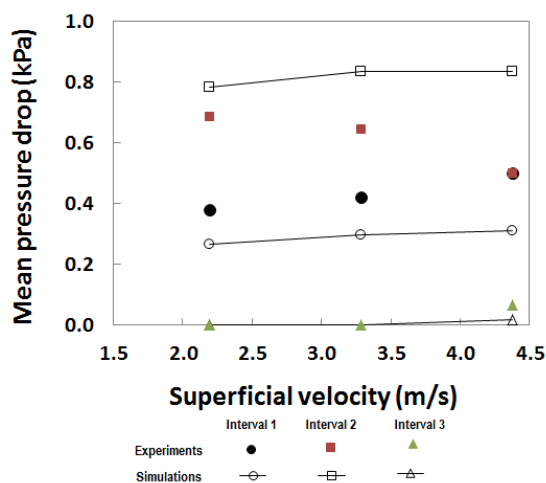 Mean pressure drop (kPa)
1.0
0.8
0.6
0.4
0.2
0.0
1.5 2.0 2.5 3.0 3.5 4.0 4.5
Superficial velocity (m/s)
Interval 1 Interval 2 Interval 3
Experiments
Simulations